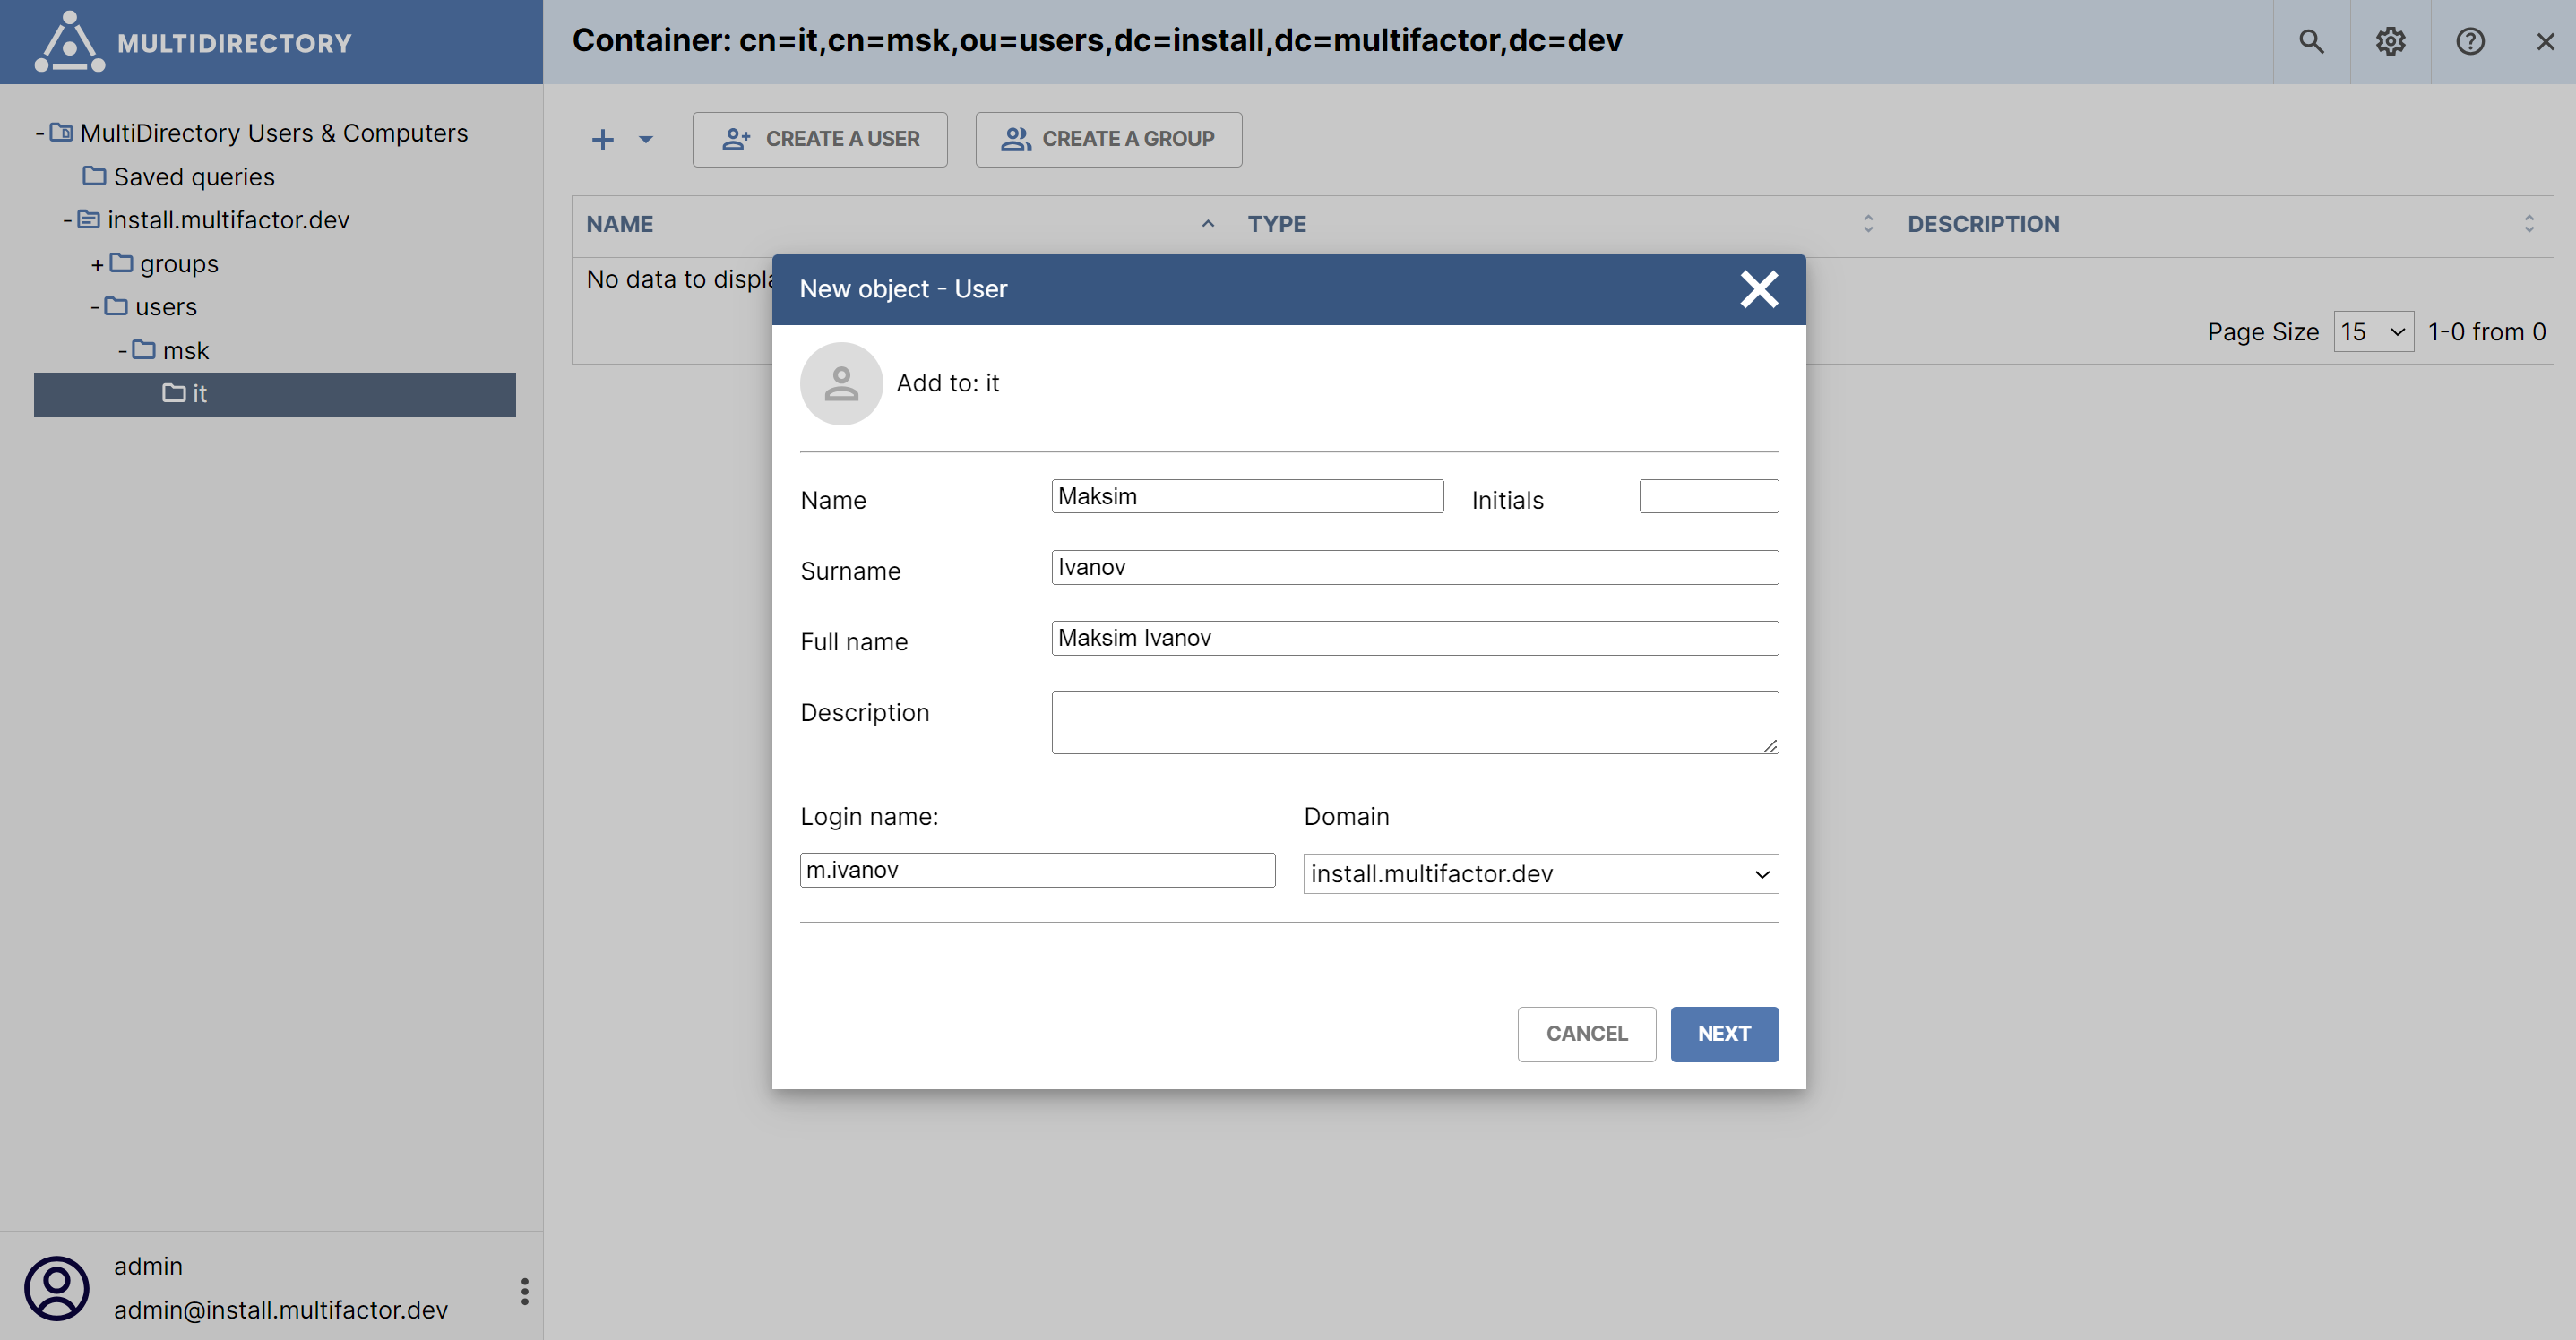 MULTIDIRECTORY
Container: cn=it,cn=msk,ou=users,dc=install,dc=multifactor,dc=dev
- MultiDirectory Users & Computers
Saved queries
- install.multifactor.dev
+ groups
- users
- msk
it
admin
admin@install.multifactor.dev
CREATE A USER CREATE A GROUP
NAME TYPE DESCRIPTION
No data to displa
Page Size 15 1-0 from 0
New object - User
Add to: it
Name Maksim Initials
Surname Ivanov
Full name Maksim Ivanov
Description
Login name: Domain
m.ivanov install.multifactor.dev
CANCEL NEXT